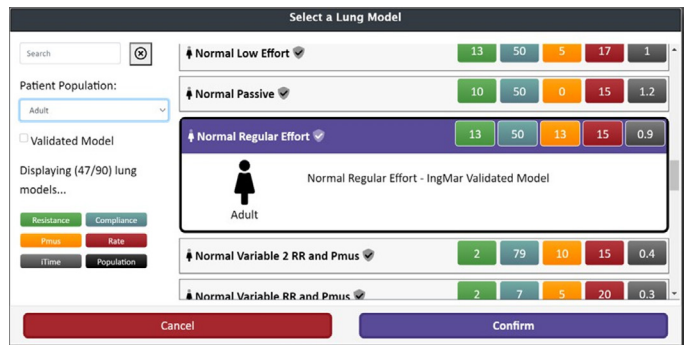 Select a Lung Model
Search
Patient Population:
Adult
Validated Model
Displaying (47/90) lung
models...
Resistance Compliance
Pmus Rate
iTime Population
Normal Low Effort 13 50 5 17 1
Normal Passive 10 50 0 15 1.2
Normal Regular Effort 13 50 13 15 0.9
Normal Regular Effort - IngMar Validated Model
Adult
Normal Variable 2 RR and Pmus 2 79 10 15 0.4
Normal Variable RR and Pmus 2 7 5 20 0.3
Cancel Confirm